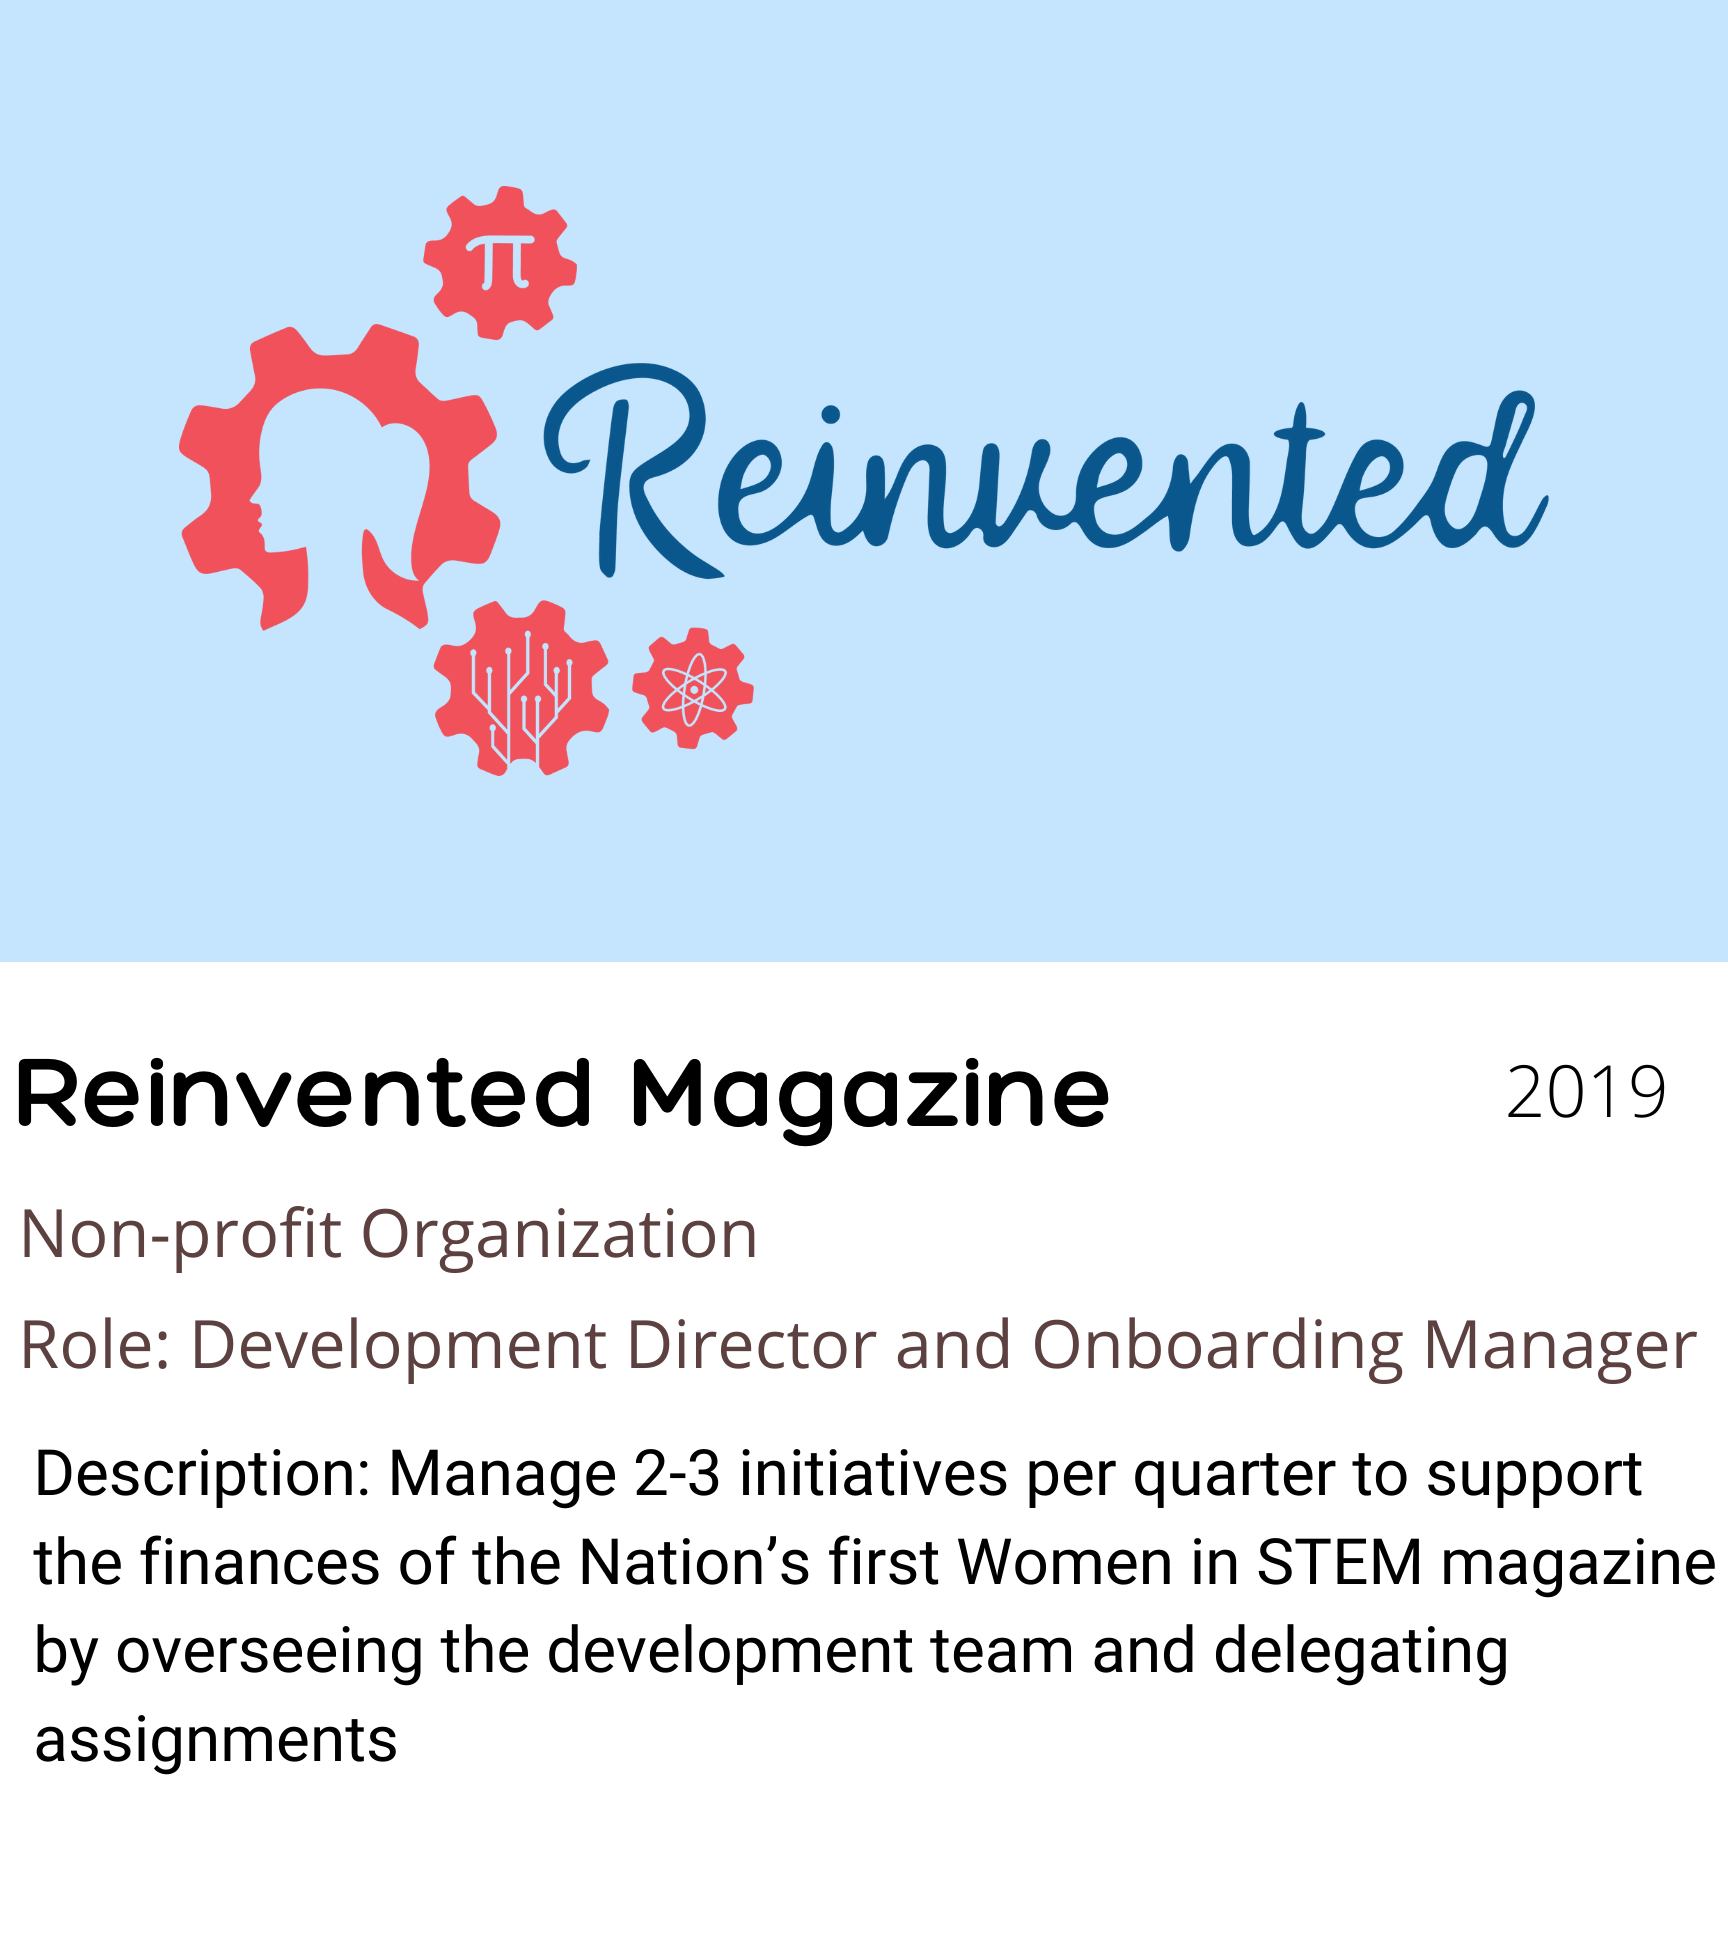 π
Reinvented
Reinvented Magazine 2019
Non-profit Organization
Role: Development Director and Onboarding Manager
Description: Manage 2-3 initiatives per quarter to support
the finances of the Nation’s first Women in STEM magazine
by overseeing the development team and delegating
assignments